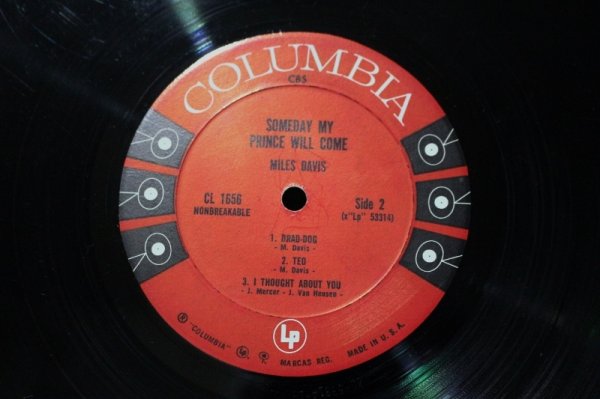 COLUMBIA
CBS
SOMEDAY MY
PRINCE WILL COME
MILES DAVIS
CL 1656
NONBREAKABLE
Side 2
(x"Lp" 53314)
1. DRAD-DOG
- M. Davis -
2. TEO
- M. Davis -
3. I THOUGHT ABOUT YOU
- J. Mercer - J. Van Heusen -
® "COLUMBIA"
Lp
MARCAS REG.
MADE IN U. S. A.